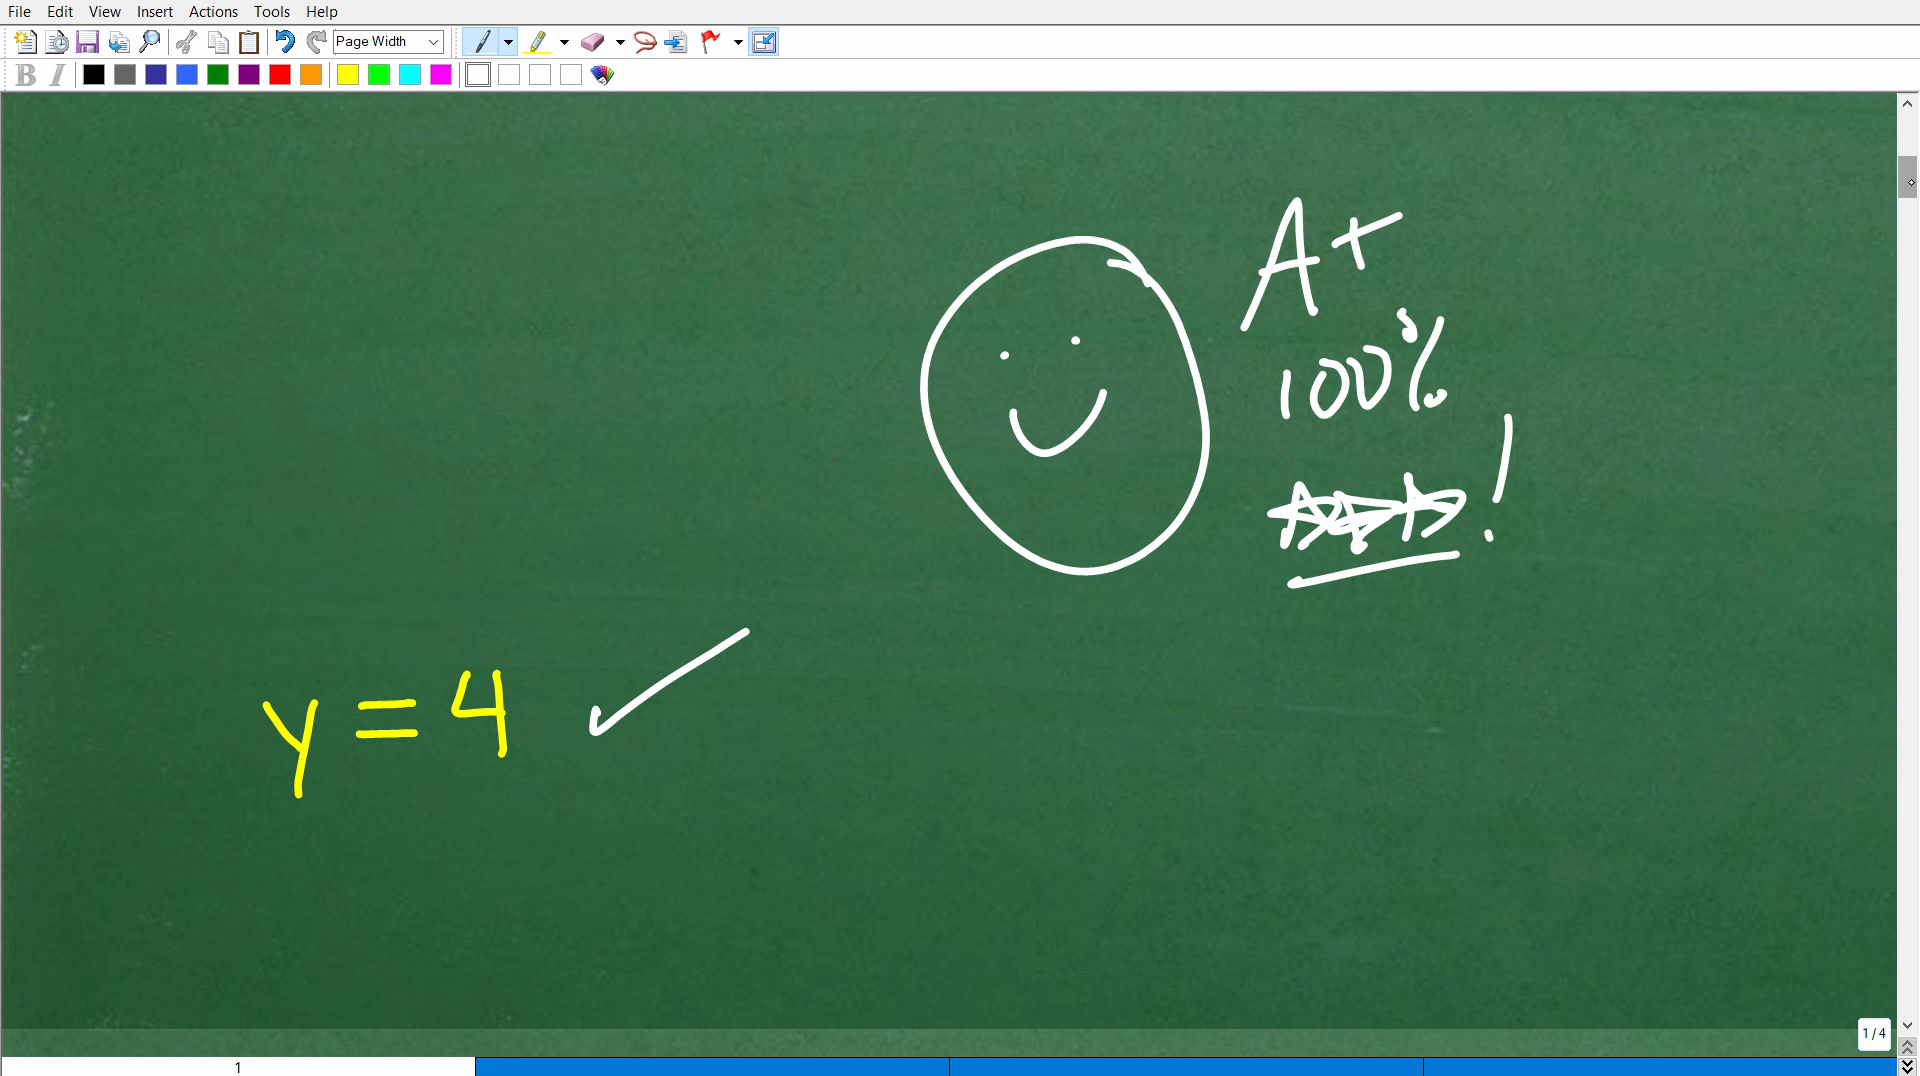 File Edit View Insert Actions Tools Help
Page Width
B I
A+
100%
!
y = 4
1 / 4
1